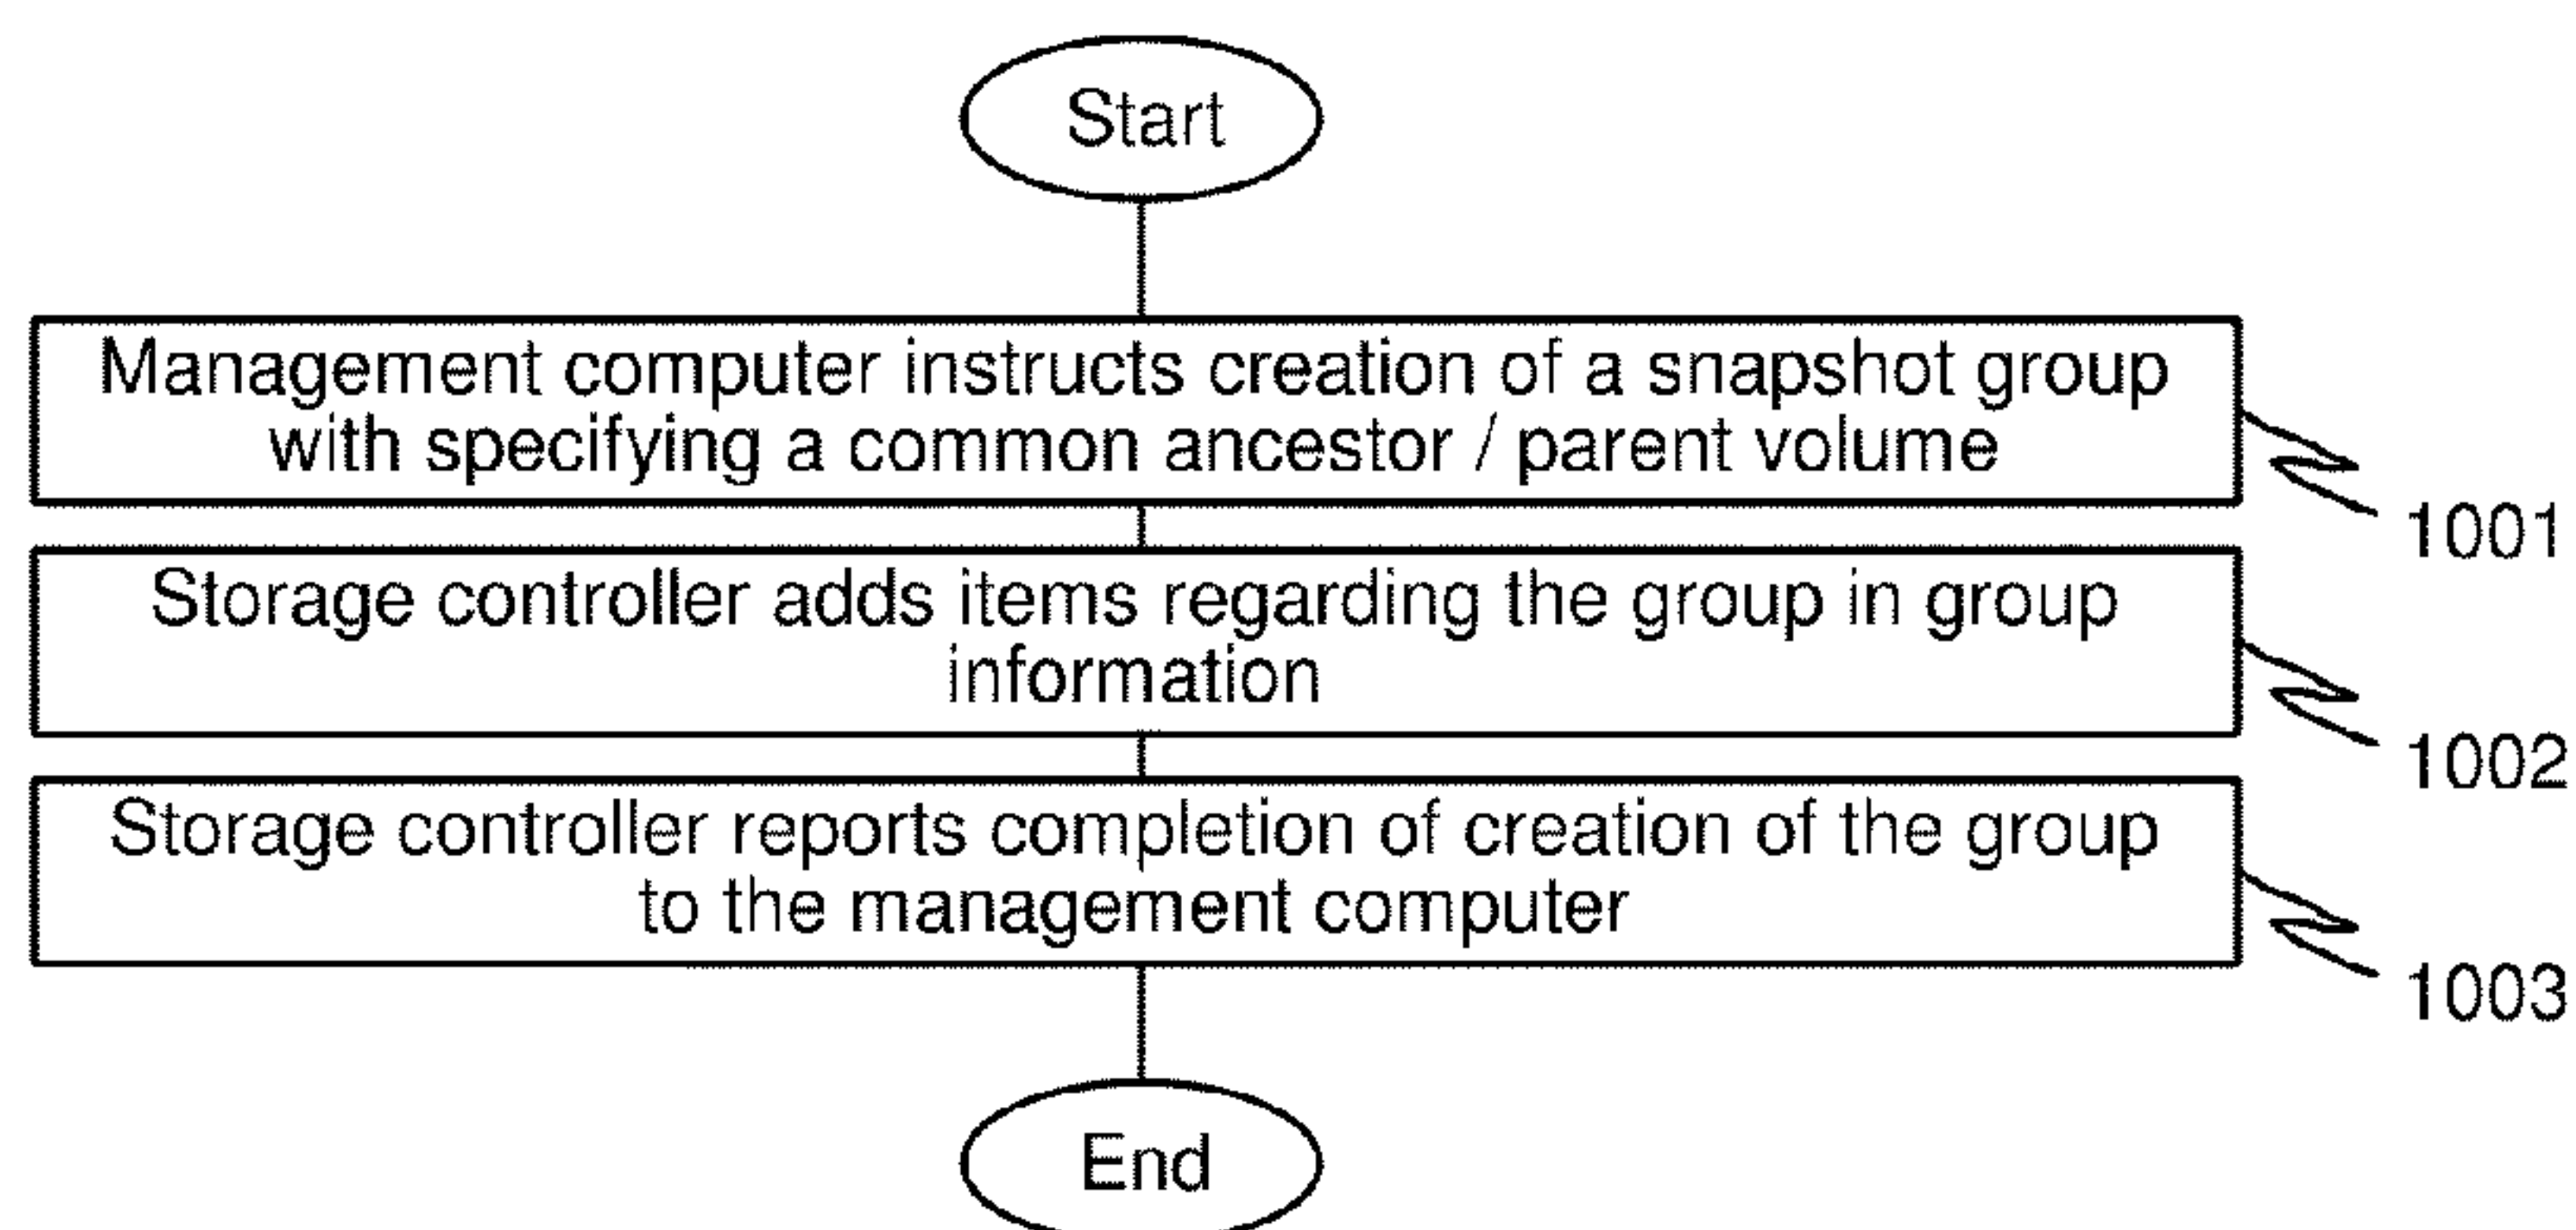 Start
Management computer instructs creation of a snapshot group
with specifying a common ancestor / parent volume
1001
Storage controller adds items regarding the group in group
information
1002
Storage controller reports completion of creation of the group
to the management computer
1003
End